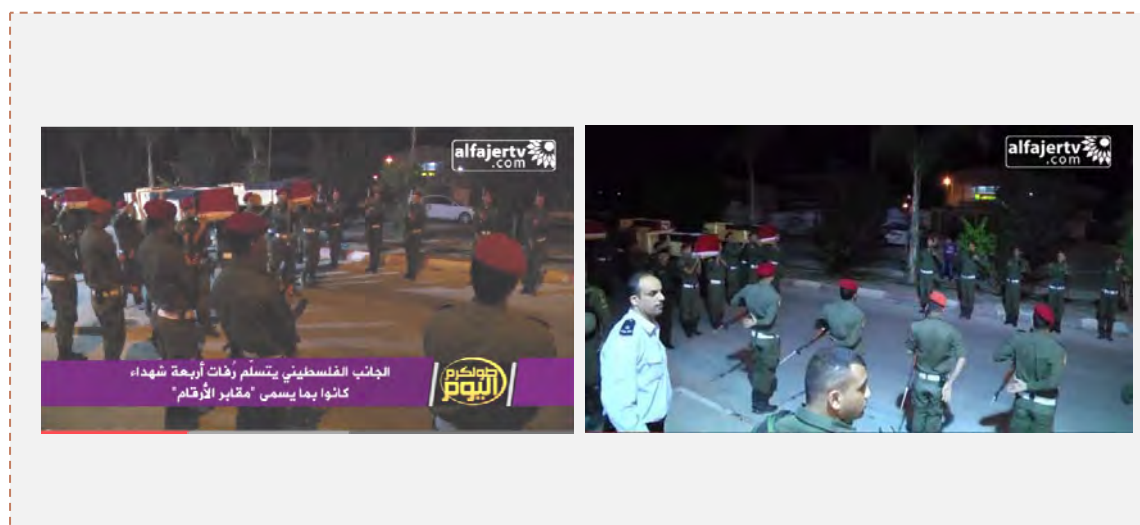 alfajertv
.com
الجانب الفلسطيني يتسلّم رُفات أربعة شهداء
كانوا بما يسمى "مقابر الأرقام"
طولكرم
اليوم
alfajertv
.com